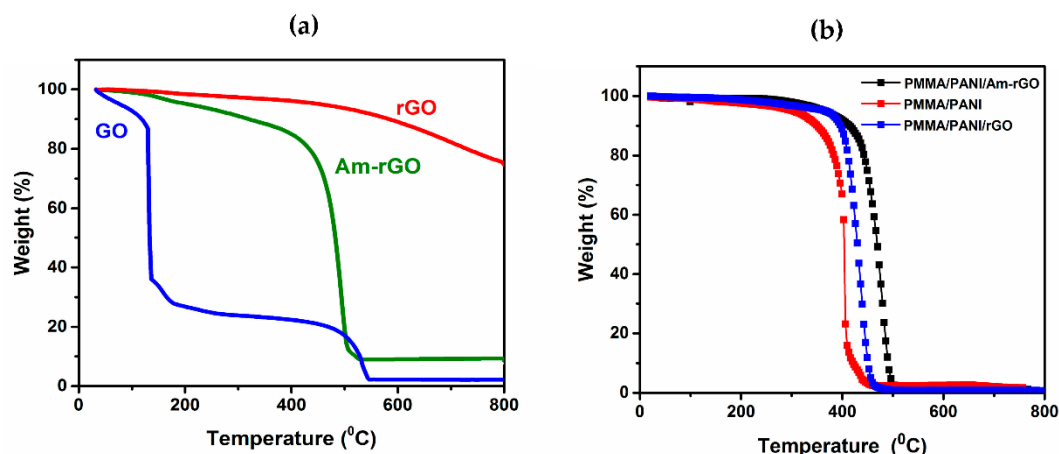 (a)
100
80
60
40
20
0
Weight (%)
GO
rGO
Am-rGO
0
200
400
600
800
Temperature (⁰C)
(b)
100
80
60
40
20
0
Weight (%)
PMMA/PANI/Am-rGO
PMMA/PANI
PMMA/PANI/rGO
0
200
400
600
800
Temperature (⁰C)